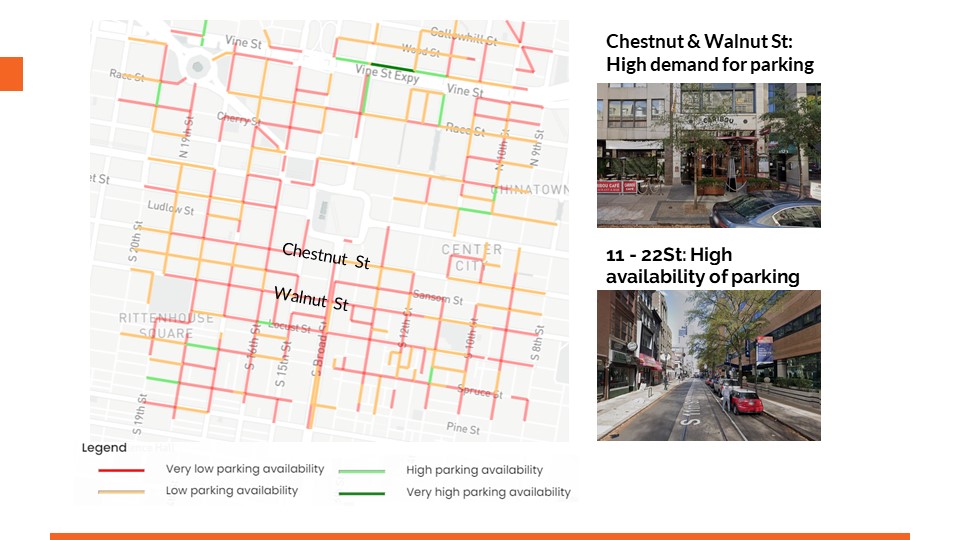 Chestnut & Walnut St:
High demand for parking
Gallowhill St
Vine St
Wood St
Vine St Expy
Race St
Vine St
Cherry St
Race St
N 19th St
N 10th St
N 9th St
et St
CHINATOWN
Ludlow St
S 20th St
Chestnut St
CENTER
CITY
Walnut St
Sansom St
RITTENHOUSE
SQUARE
Locust St
S 16th St
S 15th St
S Broad St
S 12th St
S 10th St
S 8th St
Spruce St
S 19th St
Pine St
CARIBOU
11 - 22St: High
availability of parking
Legend
Very low parking availability
High parking availability
Low parking availability
Very high parking availability